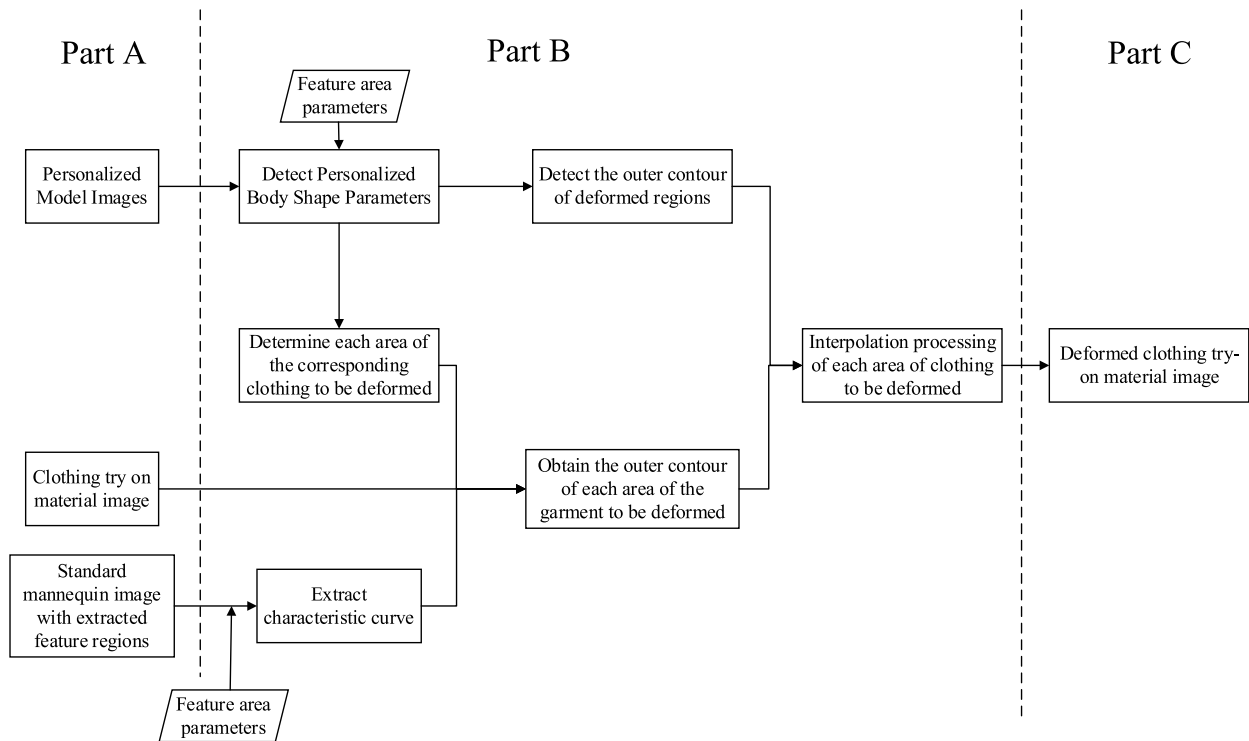 Part A
Part B
Part C
Feature area
parameters
Personalized
Model Images
Detect Personalized
Body Shape Parameters
Detect the outer contour
of deformed regions
Determine each area of
the corresponding
clothing to be deformed
Interpolation processing
of each area of clothing
to be deformed
Deformed clothing try-
on material image
Clothing try on
material image
Obtain the outer contour
of each area of the
garment to be deformed
Standard
mannequin image
with extracted
feature regions
Extract
characteristic curve
Feature area
parameters